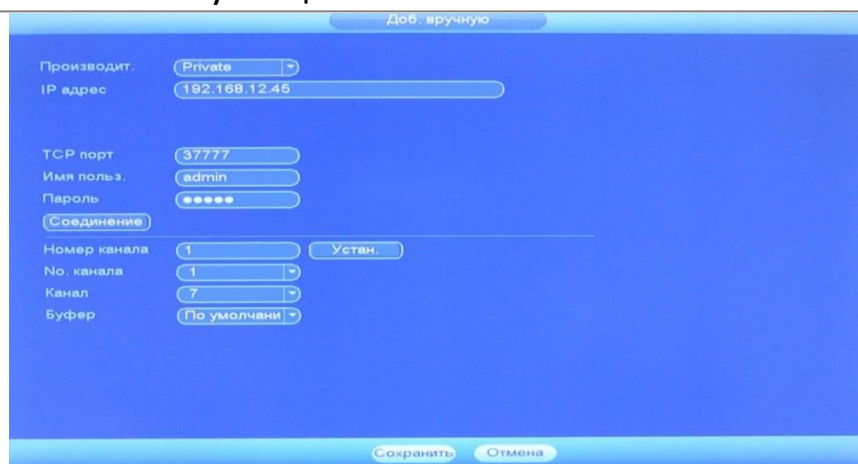 Доб. вручную
Производит. Private
IP адрес 192.168.12.45
TCP порт 37777
Имя польз. admin
Пароль ●●●●●
Соединение
Номер канала 1 Устан.
No. канала 1
Канал 7
Буфер По умолчани
Сохранить Отмена